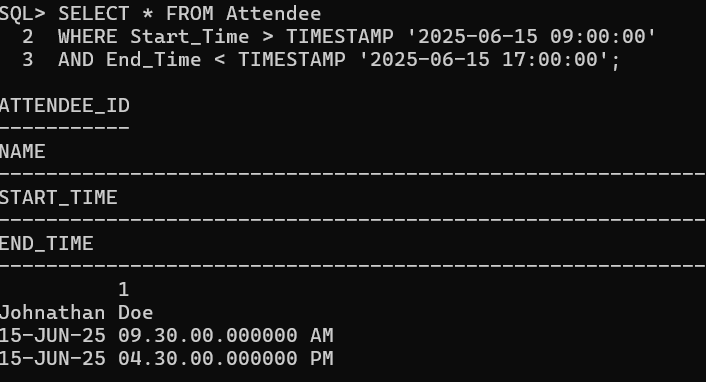 SQL> SELECT * FROM Attendee
  2  WHERE Start_Time > TIMESTAMP '2025-06-15 09:00:00'
  3  AND End_Time < TIMESTAMP '2025-06-15 17:00:00';
ATTENDEE_ID
-----------
NAME
--------------------------------------------------------------------------------
START_TIME
--------------------------------------------------------------------------------
END_TIME
--------------------------------------------------------------------------------
          1
Johnathan Doe
15-JUN-25 09.30.00.000000 AM
15-JUN-25 04.30.00.000000 PM